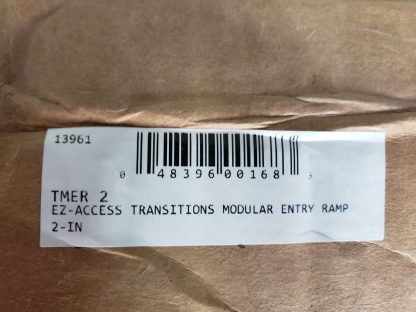 13961
0 48396 00168 3
TMER 2
EZ-ACCESS TRANSITIONS MODULAR ENTRY RAMP
2-IN